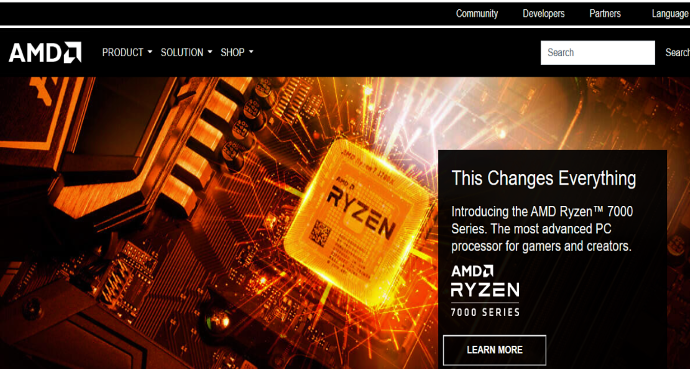 Community Developers Partners Language
AMD PRODUCT SOLUTION SHOP Search Search
This Changes Everything
Introducing the AMD Ryzen™ 7000
Series. The most advanced PC
processor for gamers and creators.
AMD
RYZEN
7000 SERIES
LEARN MORE
AMD
RYZEN